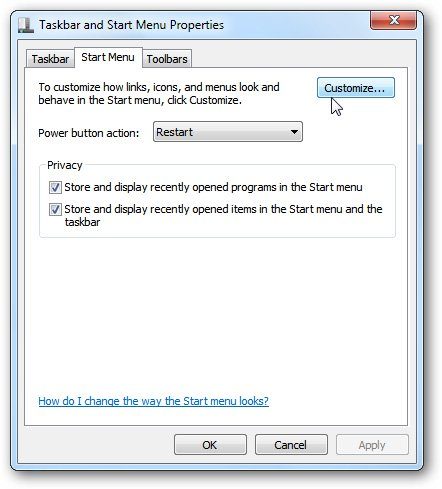 Taskbar and Start Menu Properties
Taskbar Start Menu Toolbars
To customize how links, icons, and menus look and
behave in the Start menu, click Customize.
Customize...
Power button action: Restart
Privacy
Store and display recently opened programs in the Start menu
Store and display recently opened items in the Start menu and the
taskbar
How do I change the way the Start menu looks?
OK Cancel Apply